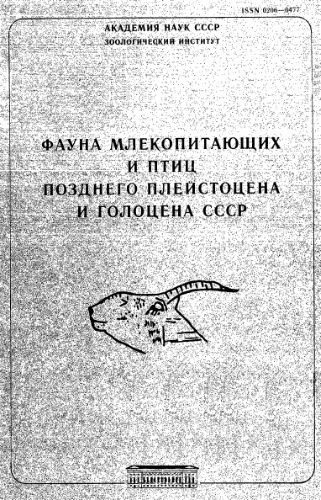 ISSN 0206—0477
АКАДЕМИЯ НАУК СССР
ЗООЛОГИЧЕСКИЙ ИНСТИТУТ
ФАУНА МЛЕКОПИТАЮЩИХ
И ПТИЦ
ПОЗДНЕГО ПЛЕЙСТОЦЕНА
И ГОЛОЦЕНА СССР